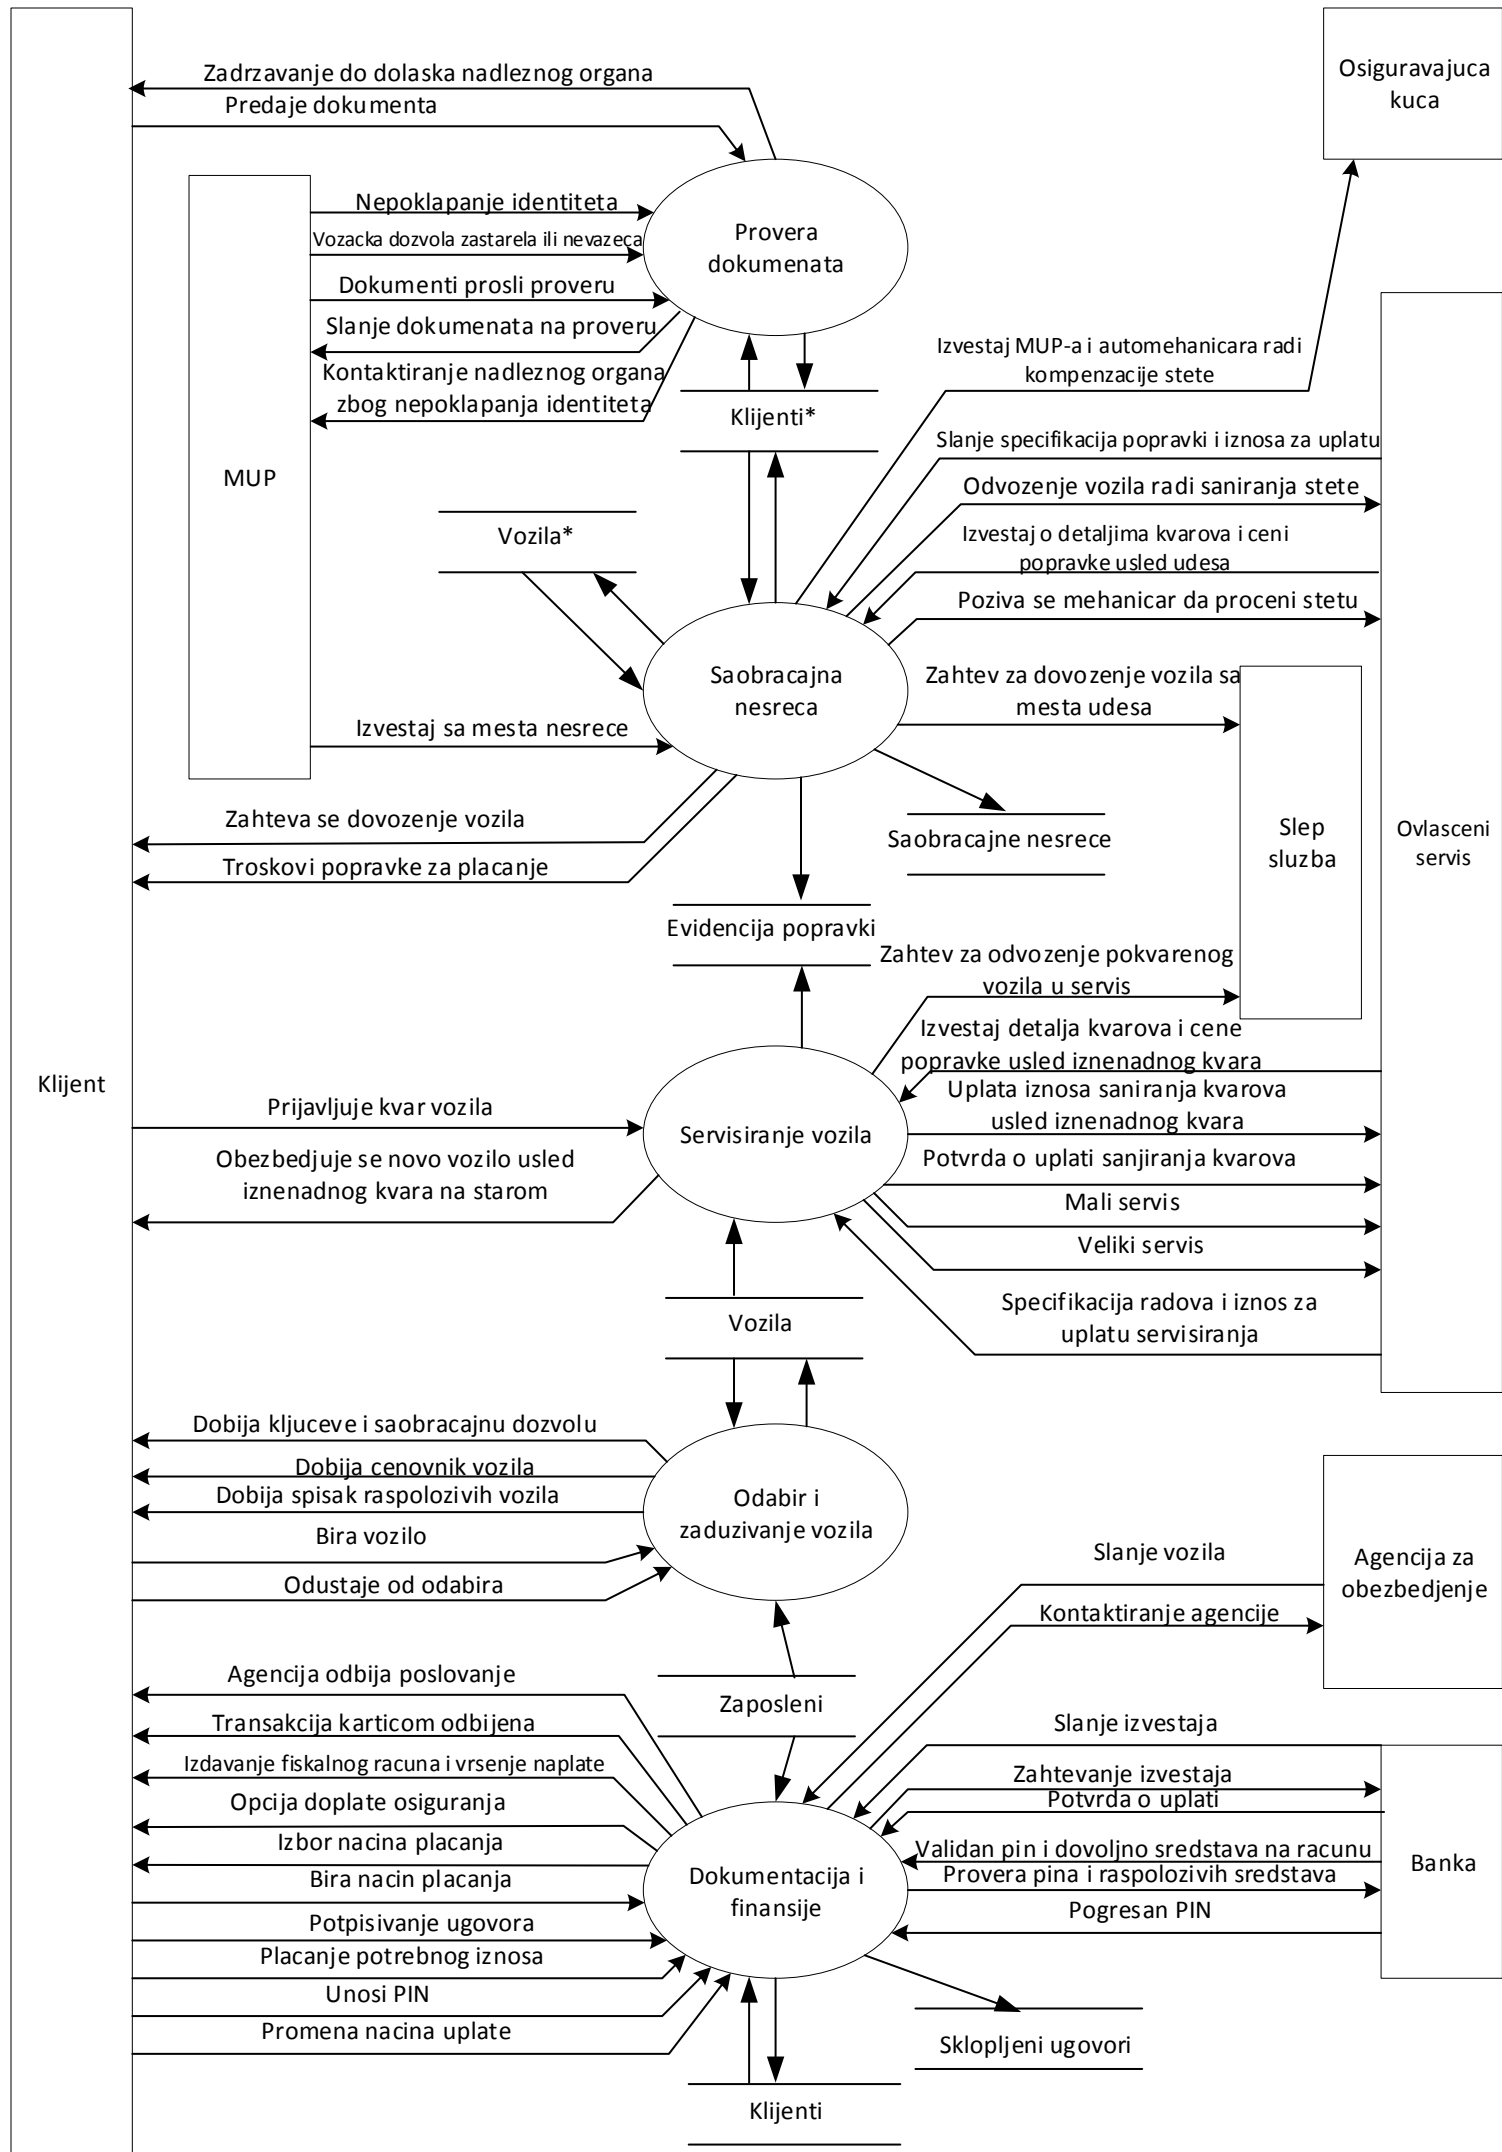 Zadrzavanje do dolaska nadleznog organa
Predaje dokumenta
Osiguravajuca
kuca
Nepoklapanje identiteta
Vozacka dozvola zastarela ili nevazeca
Dokumenti prosli proveru
Slanje dokumenata na proveru
Kontaktiranje nadleznog organa
zbog nepoklapanja identiteta
Provera
dokumenata
MUP
Izvestaj MUP-a i automehanicara radi
kompenzacije stete
Klijenti*
Slanje specifikacija popravki i iznosa za uplatu
Odvozenje vozila radi saniranja stete
Vozila*
Izvestaj o detaljima kvarova i ceni
popravke usled udesa
Poziva se mehanicar da proceni stetu
Saobracajna
nesreca
Zahtev za dovozenje vozila sa
mesta udesa
Izvestaj sa mesta nesrece
Zahteva se dovozenje vozila
Troskovi popravke za placanje
Saobracajne nesrece
Slep
sluzba
Ovlasceni
servis
Evidencija popravki
Zahtev za odvozenje pokvarenog
vozila u servis
Izvestaj detalja kvarova i cene
popravke usled iznenadnog kvara
Klijent
Prijavljuje kvar vozila
Servisiranje vozila
Uplata iznosa saniranja kvarova
usled iznenadnog kvara
Obezbedjuje se novo vozilo usled
iznenadnog kvara na starom
Potvrda o uplati sanjiranja kvarova
Mali servis
Veliki servis
Specifikacija radova i iznos za
uplatu servisiranja
Vozila
Dobija kljuceve i saobracajnu dozvolu
Dobija cenovnik vozila
Dobija spisak raspolozivih vozila
Bira vozilo
Odustaje od odabira
Odabir i
zaduzivanje vozila
Slanje vozila
Kontaktiranje agencije
Agencija za
obezbedjenje
Agencija odbija poslovanje
Zaposleni
Transakcija karticom odbijena
Slanje izvestaja
Izdavanje fiskalnog racuna i vrsenje naplate
Zahtevanje izvestaja
Opcija doplate osiguranja
Potvrda o uplati
Izbor nacina placanja
Validan pin i dovoljno sredstava na racunu
Bira nacin placanja
Dokumentacija i
finansije
Provera pina i raspolozivih sredstava
Banka
Pogresan PIN
Potpisivanje ugovora
Placanje potrebnog iznosa
Unosi PIN
Promena nacina uplate
Sklopljeni ugovori
Klijenti